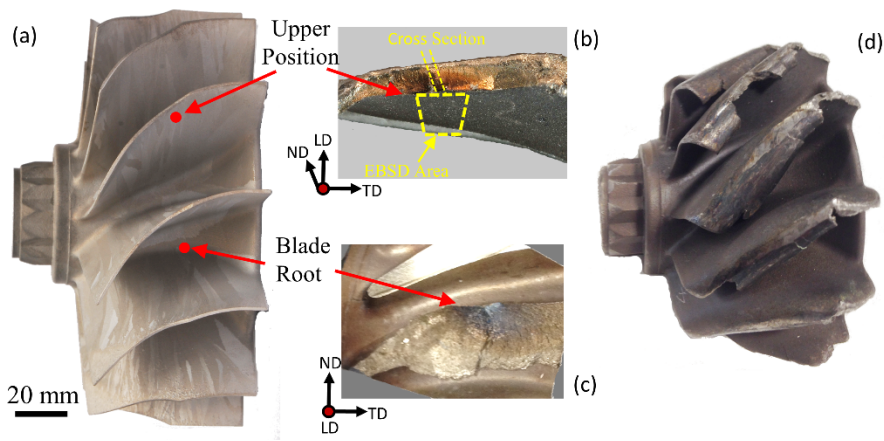 (a)
Upper
Position
Cross Section
(b)
(d)
ND
LD
TD
EBSD Area
Blade
Root
ND
TD
LD
(c)
20 mm